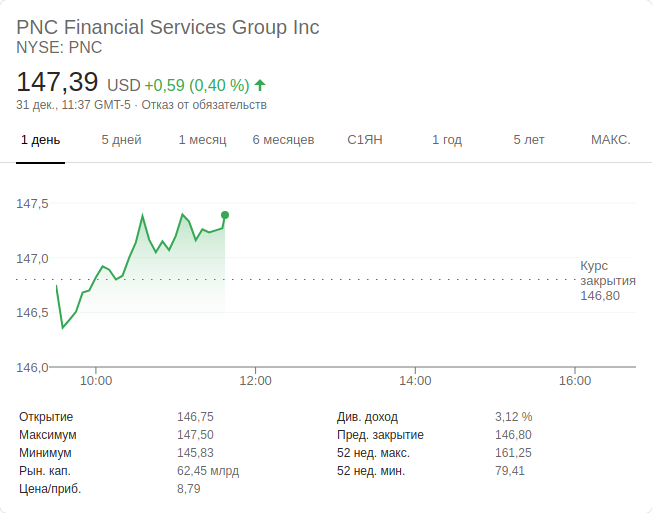 PNC Financial Services Group Inc
NYSE: PNC
147,39 USD +0,59 (0,40 %)
31 дек., 11:37 GMT-5 · Отказ от обязательств
1 день 5 дней 1 месяц 6 месяцев С1ЯН 1 год 5 лет МАКС.
147,5
147,0
146,5
146,0
Курс
закрытия
146,80
10:00 12:00 14:00 16:00
Открытие 146,75 Див. доход 3,12 %
Максимум 147,50 Пред. закрытие 146,80
Минимум 145,83 52 нед. макс. 161,25
Рын. кап. 62,45 млрд 52 нед. мин. 79,41
Цена/приб. 8,79